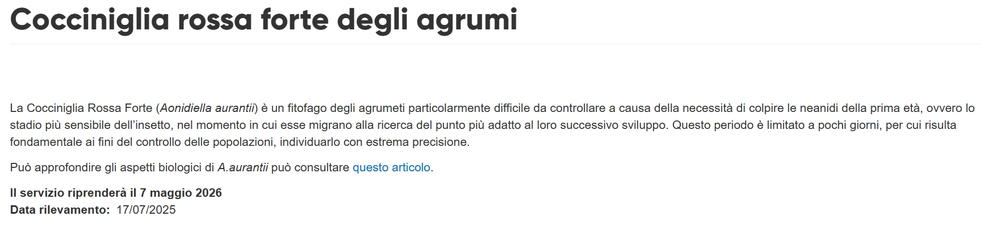 Cocciniglia rossa forte degli agrumi
La Cocciniglia Rossa Forte (Aonidiella aurantii) è un fitofago degli agrumeti particolarmente difficile da controllare a causa della necessità di colpire le neanidi della prima età, ovvero lo
stadio più sensibile dell’insetto, nel momento in cui esse migrano alla ricerca del punto più adatto al loro successivo sviluppo. Questo periodo è limitato a pochi giorni, per cui risulta
fondamentale ai fini del controllo delle popolazioni, individuarlo con estrema precisione.
Può approfondire gli aspetti biologici di A.aurantii può consultare questo articolo.
Il servizio riprenderà il 7 maggio 2026
Data rilevamento: 17/07/2025